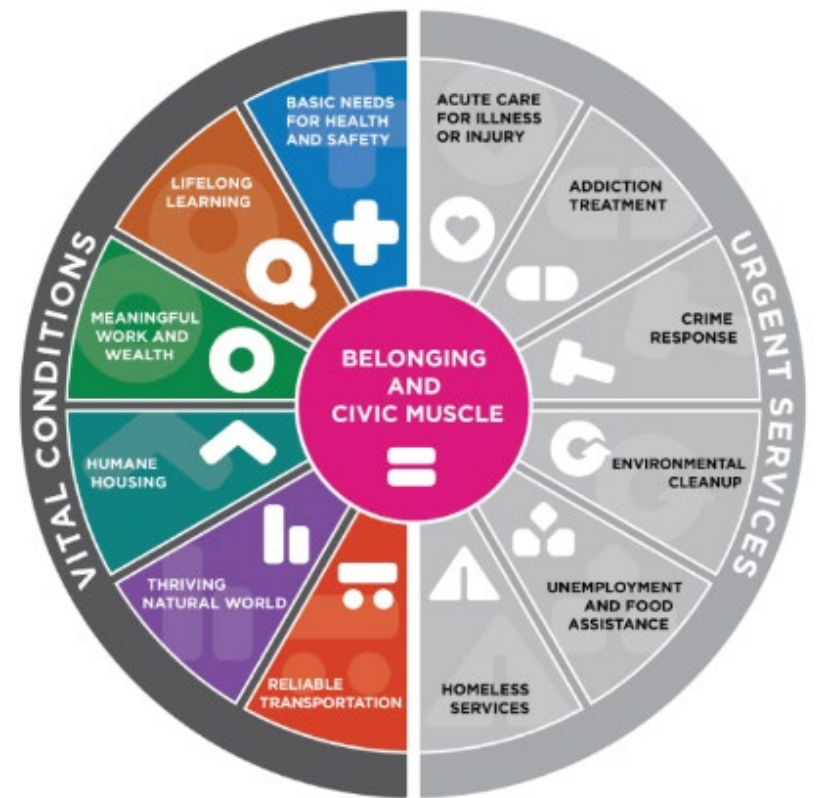 BASIC NEEDS
FOR HEALTH
AND SAFETY
LIFELONG
LEARNING
MEANINGFUL
WORK AND
WEALTH
HUMANE
HOUSING
THRIVING
NATURAL WORLD
RELIABLE
TRANSPORTATION
VITAL CONDITIONS
BELONGING
AND
CIVIC MUSCLE
ACUTE CARE
FOR ILLNESS
OR INJURY
ADDICTION
TREATMENT
CRIME
RESPONSE
ENVIRONMENTAL
CLEANUP
UNEMPLOYMENT
AND FOOD
ASSISTANCE
HOMELESS
SERVICES
URGENT SERVICES